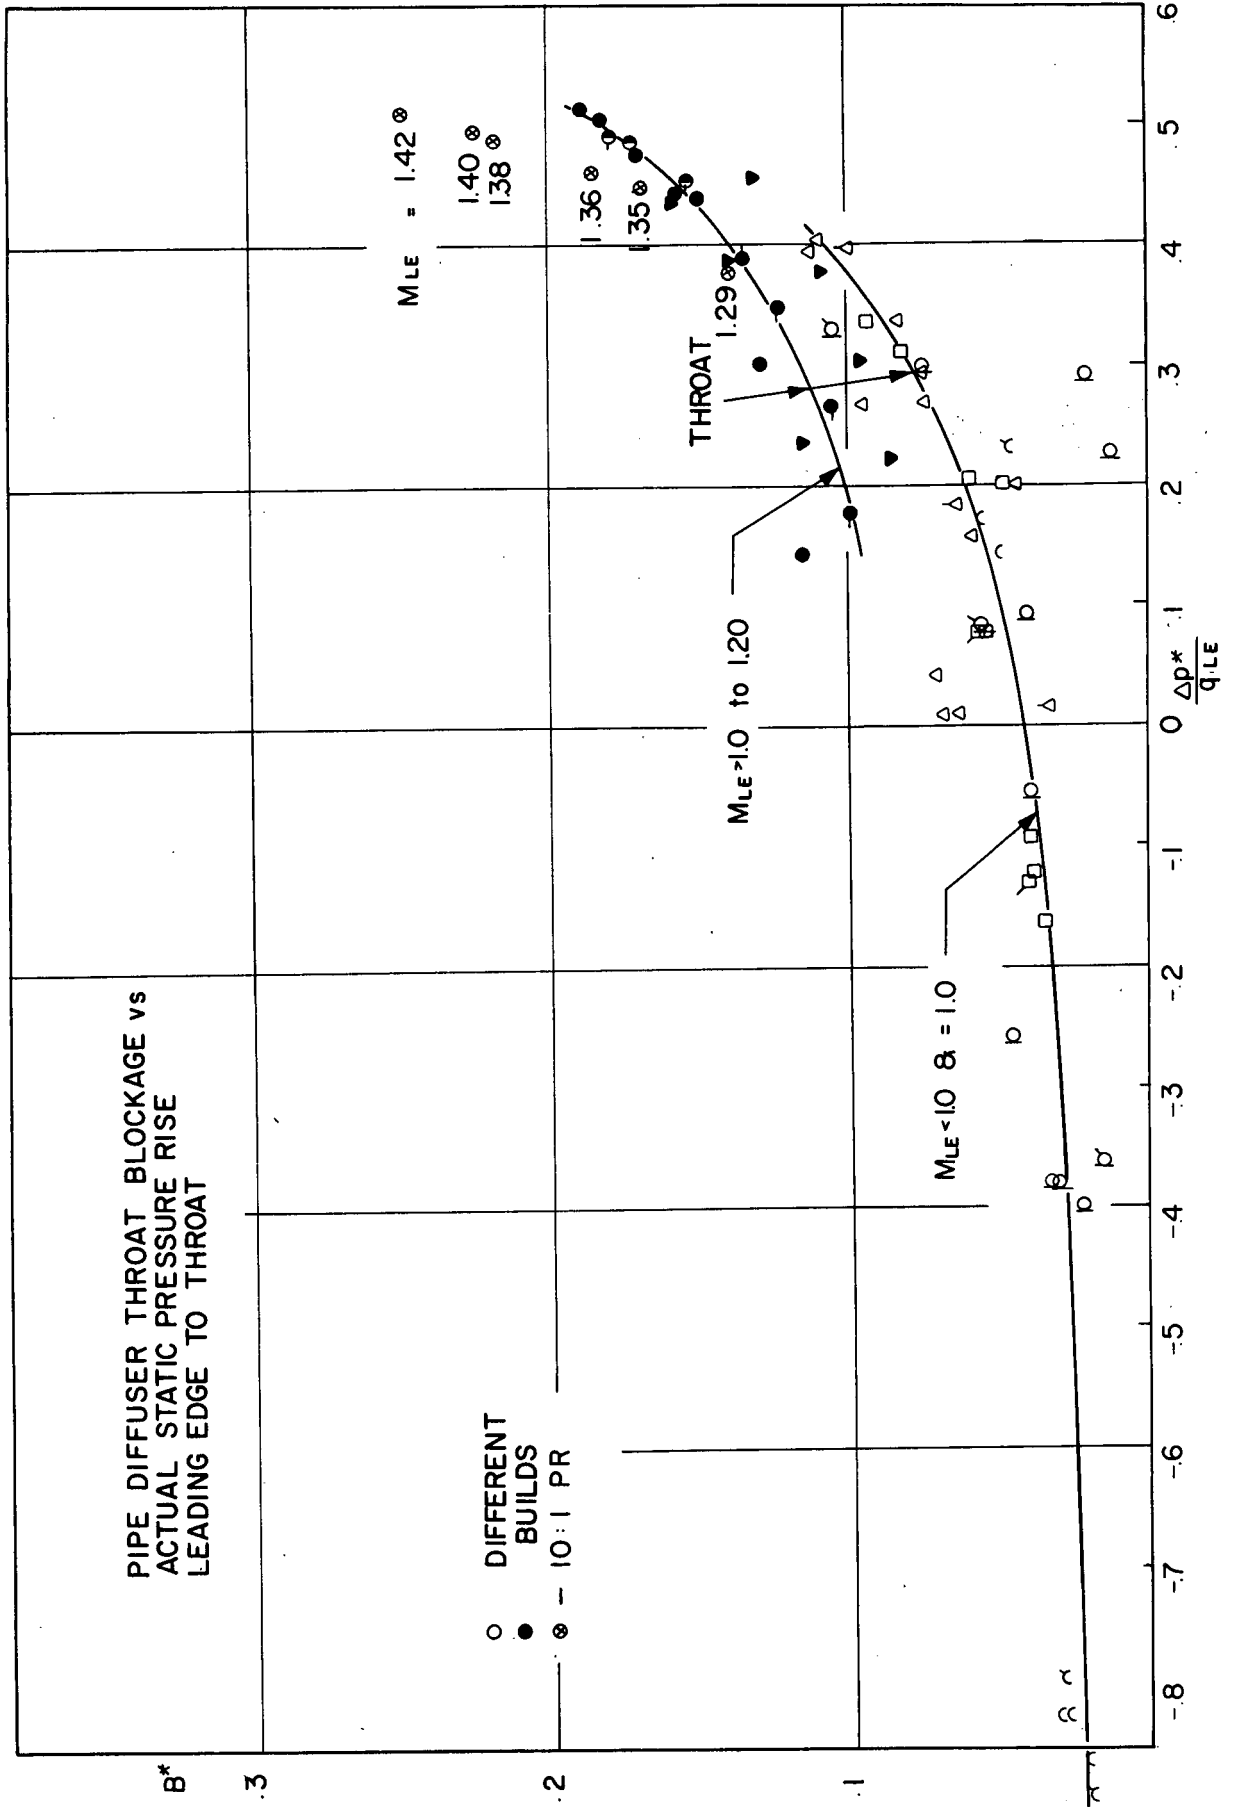 PIPE DIFFUSER THROAT BLOCKAGE vs
ACTUAL STATIC PRESSURE RISE
LEADING EDGE TO THROAT
B*
.3
.2
.1
DIFFERENT
BUILDS
– 10:1 PR
MLE = 1.42
1.40
1.38
1.36
1.35
1.29
THROAT
MLE>1.0 to 1.20
MLE<1.0 & = 1.0
-.8
-.7
-.6
-.5
-.4
-.3
-.2
-.1
0
.1
.2
.3
.4
.5
.6
Δp*
q LE